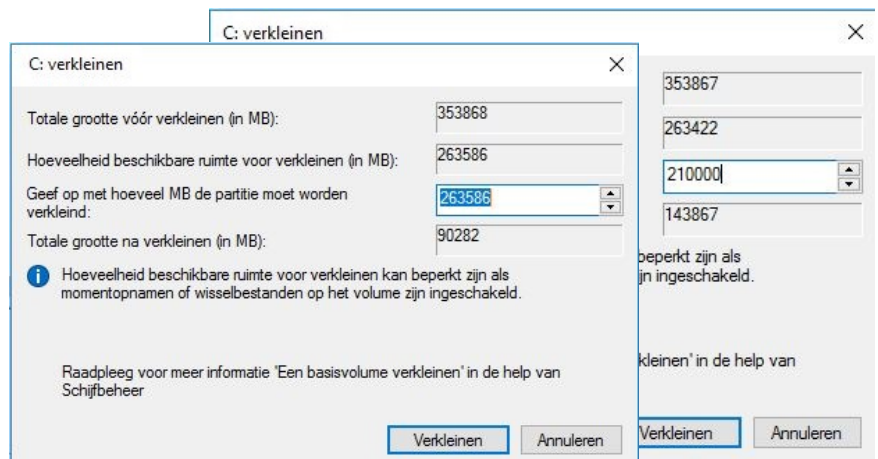 C: verkleinen
C: verkleinen
Totale grootte vóór verkleinen (in MB):
353868
Hoeveelheid beschikbare ruimte voor verkleinen (in MB):
263586
Geef op met hoeveel MB de partitie moet worden
verkleind:
263586
Totale grootte na verkleinen (in MB):
90282
Hoeveelheid beschikbare ruimte voor verkleinen kan beperkt zijn als
momentopnamen of wisselbestanden op het volume zijn ingeschakeld.
Raadpleeg voor meer informatie 'Een basisvolume verkleinen' in de help van
Schijfbeheer
Verkleinen
Annuleren
353867
263422
210000
143867
beperkt zijn als
ijn ingeschakeld.
kleinen' in de help van
Verkleinen
Annuleren